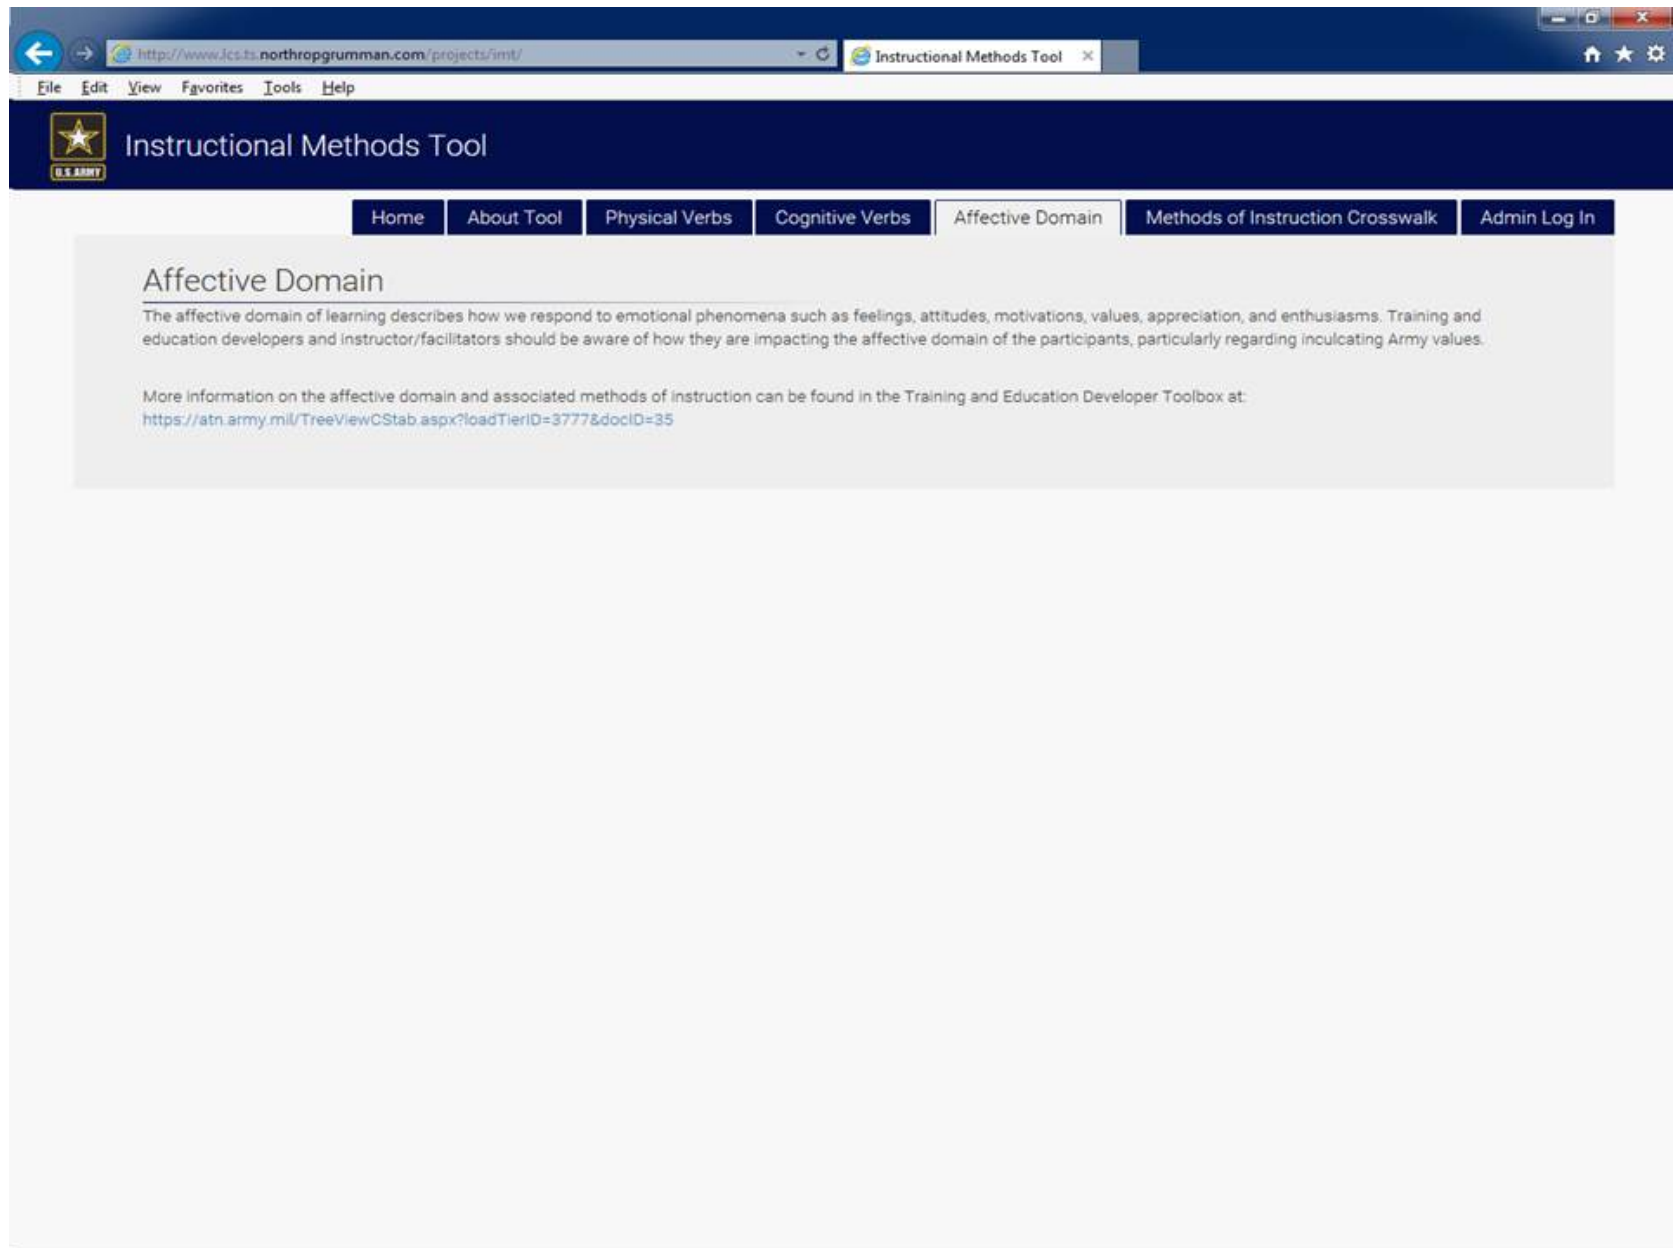 http://www.lcs.ts.northropgrumman.com/projects/imt/
Instructional Methods Tool
File Edit View Favorites Tools Help
U.S.ARMY
Instructional Methods Tool
Home About Tool Physical Verbs Cognitive Verbs Affective Domain Methods of Instruction Crosswalk Admin Log In
Affective Domain
The affective domain of learning describes how we respond to emotional phenomena such as feelings, attitudes, motivations, values, appreciation, and enthusiasms. Training and
education developers and instructor/facilitators should be aware of how they are impacting the affective domain of the participants, particularly regarding inculcating Army values.
More information on the affective domain and associated methods of instruction can be found in the Training and Education Developer Toolbox at:
https://atn.army.mil/TreeViewCStab.aspx?loadTierID=3777&docID=35